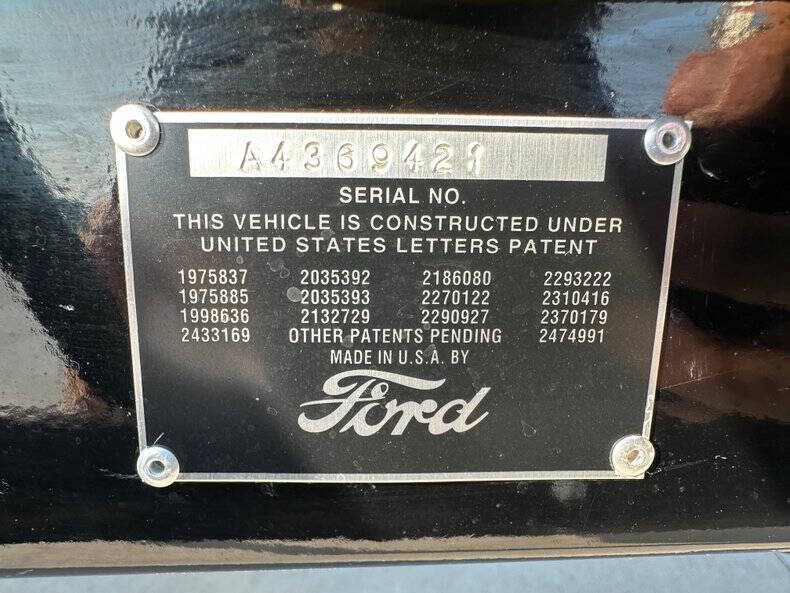 A4369421
SERIAL NO.
THIS VEHICLE IS CONSTRUCTED UNDER
UNITED STATES LETTERS PATENT
1975837 2035392 2186080 2293222
1975885 2035393 2270122 2310416
1998636 2132729 2290927 2370179
2433169 OTHER PATENTS PENDING 2474991
MADE IN U.S.A. BY
Ford